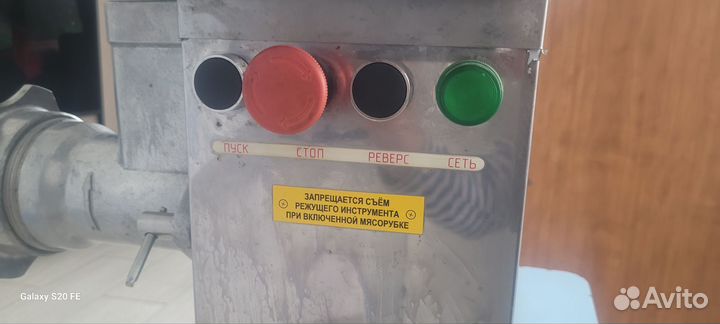 ПУСК СТОП РЕВЕРС СЕТЬ
ЗАПРЕЩАЕТСЯ СЪЁМ
РЕЖУЩЕГО ИНСТРУМЕНТА
ПРИ ВКЛЮЧЕННОЙ МЯСОРУБКЕ
Galaxy S20 FE
Avito